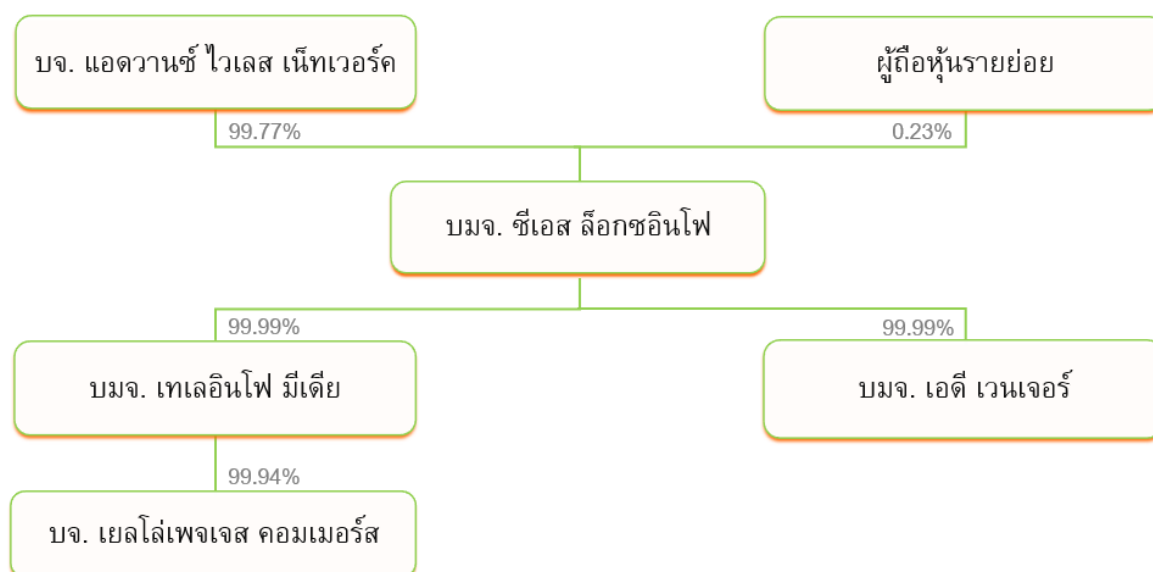 บจ. แอดวานซ์ ไวเลส เน็ทเวอร์ค
ผู้ถือหุ้นรายย่อย
99.77%
0.23%
บมจ. ซีเอส ล็อกซอินโฟ
99.99%
99.99%
บมจ. เทเลอินโฟ มีเดีย
บมจ. เอดี เวนเจอร์
99.94%
บจ. เยลโล่เพจเจส คอมเมอร์ส